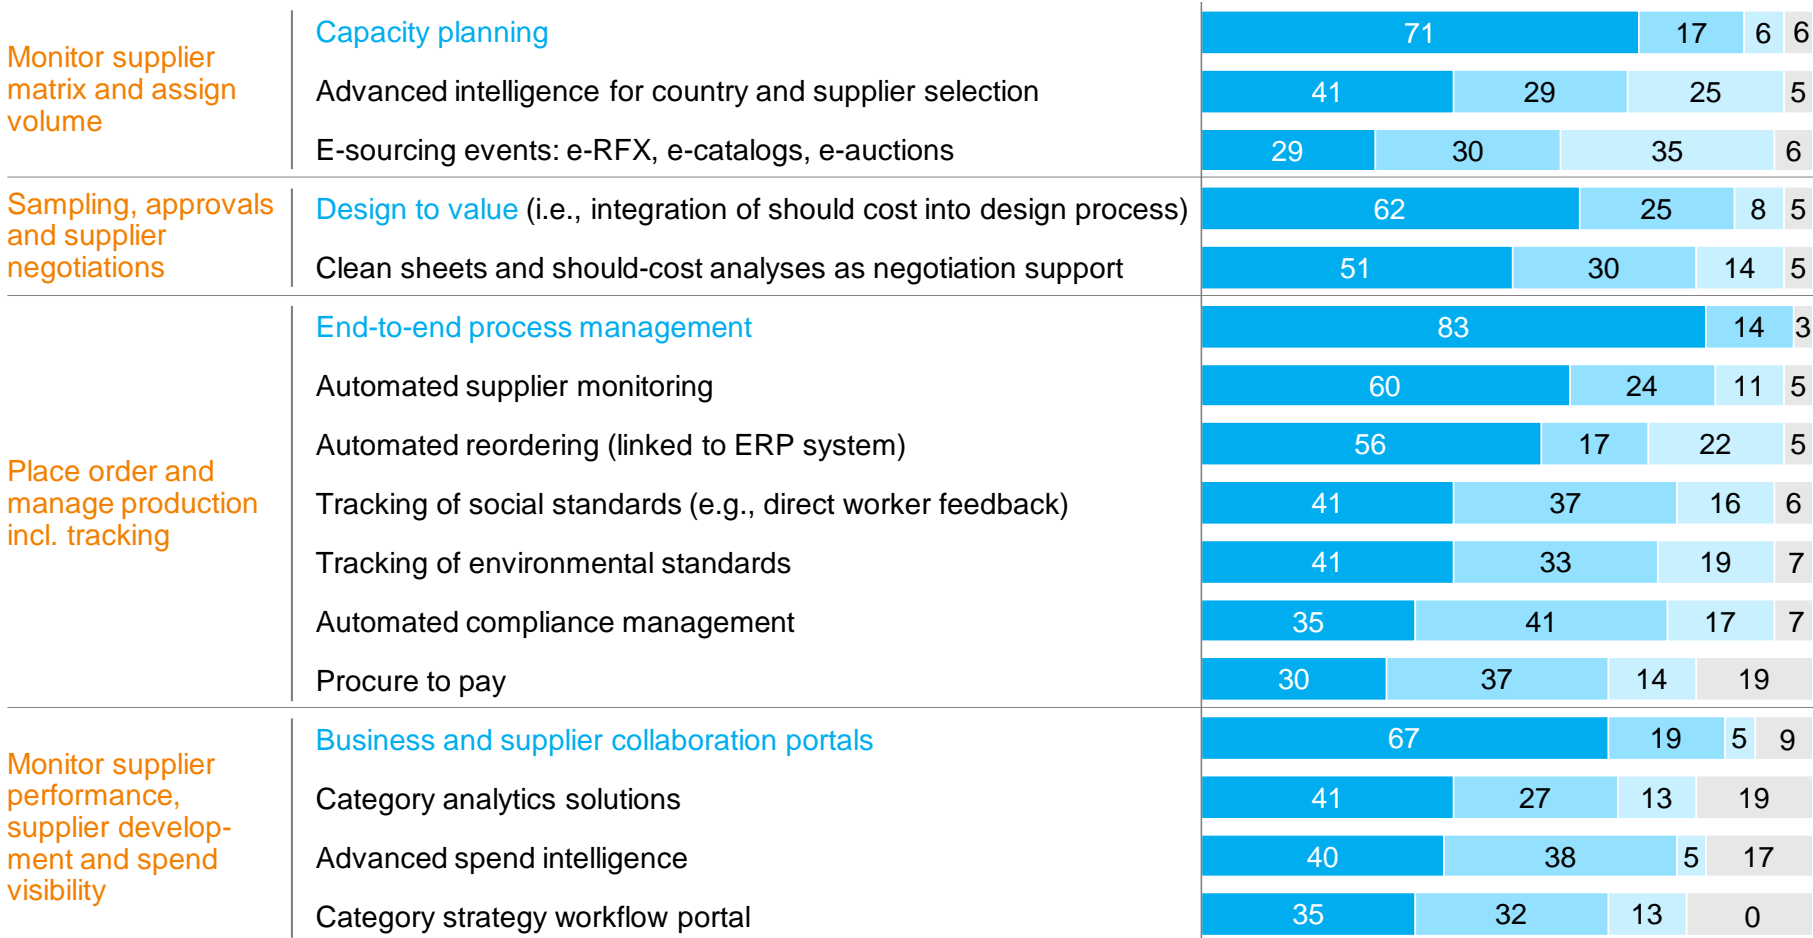 Monitor supplier
matrix and assign
volume
Capacity planning
71 17 6 6
Advanced intelligence for country and supplier selection
41 29 25 5
E-sourcing events: e-RFX, e-catalogs, e-auctions
29 30 35 6
Sampling, approvals
and supplier
negotiations
Design to value (i.e., integration of should cost into design process)
62 25 8 5
Clean sheets and should-cost analyses as negotiation support
51 30 14 5
Place order and
manage production
incl. tracking
End-to-end process management
83 14 3
Automated supplier monitoring
60 24 11 5
Automated reordering (linked to ERP system)
56 17 22 5
Tracking of social standards (e.g., direct worker feedback)
41 37 16 6
Tracking of environmental standards
41 33 19 7
Automated compliance management
35 41 17 7
Procure to pay
30 37 14 19
Monitor supplier
performance,
supplier develop-
ment and spend
visibility
Business and supplier collaboration portals
67 19 5 9
Category analytics solutions
41 27 13 19
Advanced spend intelligence
40 38 5 17
Category strategy workflow portal
35 32 13 0